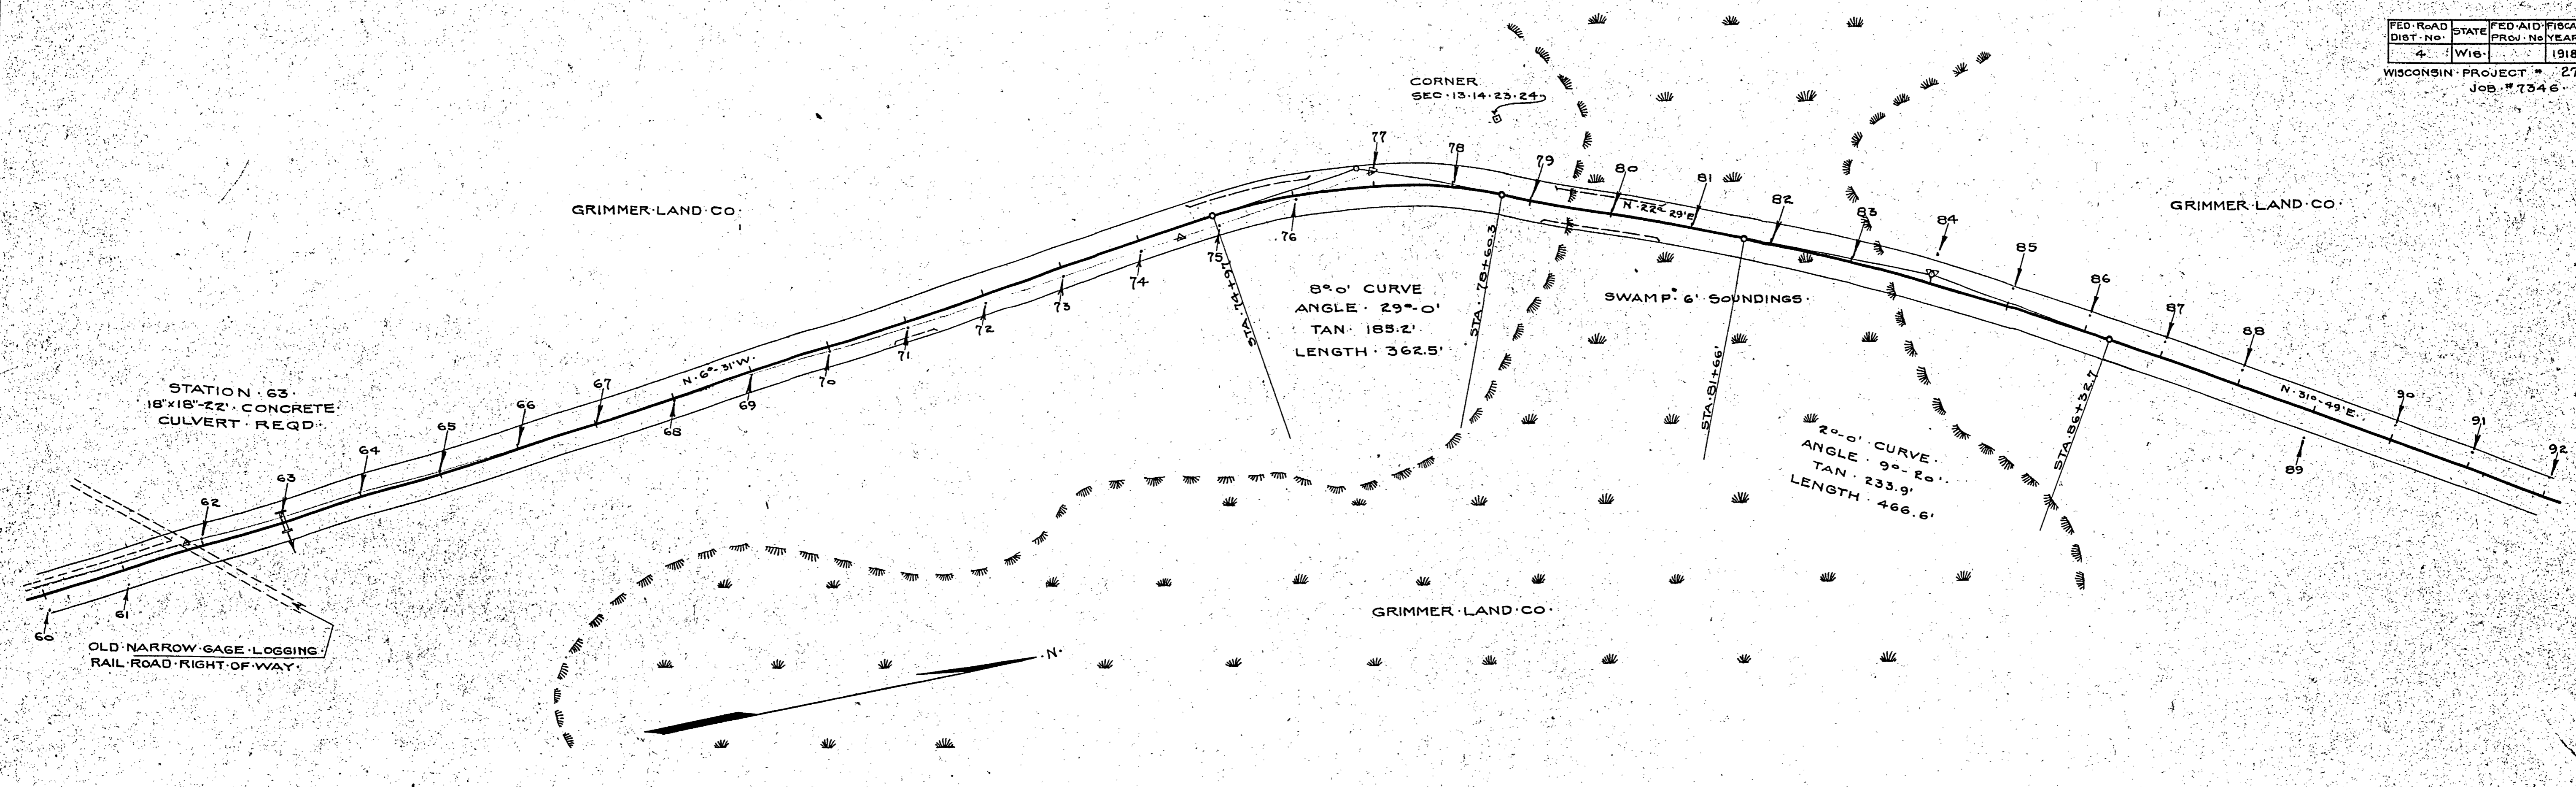 FED·ROAD DIST·NO· STATE FED·AID· PROJ·NO FISCA YEAR
4 WIS· 1918
WISCONSIN·PROJECT # 27
JOB·#7346·
CORNER
SEC·13·14·23·24
GRIMMER·LAND·CO·
GRIMMER·LAND·CO·
77
78
79
80
81
82
83
84
85
86
87
88
89
90
91
92
N·22°29'E
N·31°-49'E·
N·6°-31'W·
75
76
74
73
72
71
70
69
68
67
66
65
64
63
62
61
60
STA·74+97.
STA·78+60.3
STA·81+66'
STA·86+32.7
8°-0' CURVE
ANGLE · 29°-0'
TAN · 185.2'
LENGTH · 362.5'
SWAMP· 6' SOUNDINGS·
2°-0' CURVE·
ANGLE · 9°-20'·
TAN · 233.9'
LENGTH · 466.6'
STATION·63·
18"x18"-22'·CONCRETE·
CULVERT·REQD·
OLD·NARROW·GAGE·LOGGING·
RAIL·ROAD·RIGHT·OF·WAY·
GRIMMER·LAND·CO·
·N·